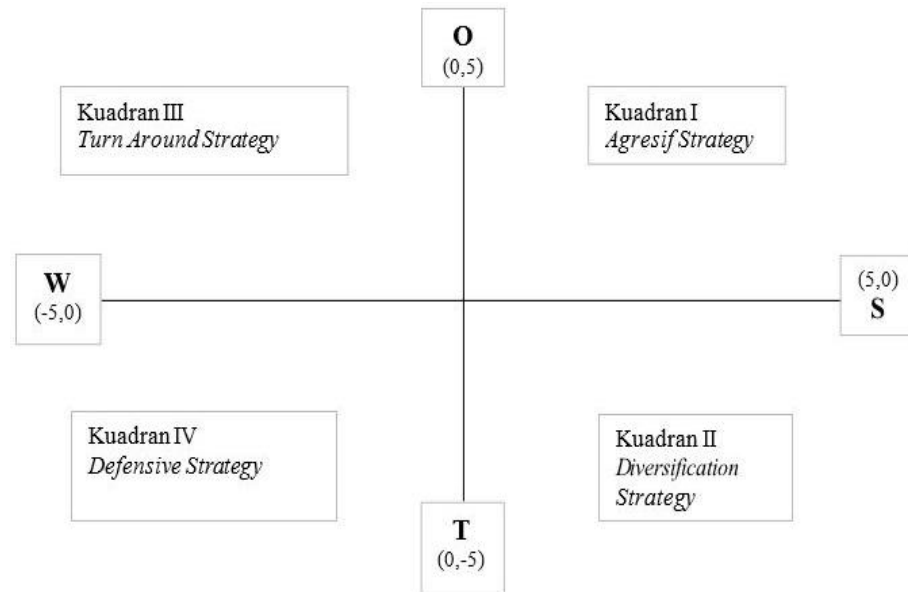 O
(0,5)
Kuadran III
Turn Around Strategy
Kuadran I
Agresif Strategy
W
(-5,0)
(5,0)
S
Kuadran IV
Defensive Strategy
Kuadran II
Diversification
Strategy
T
(0,-5)